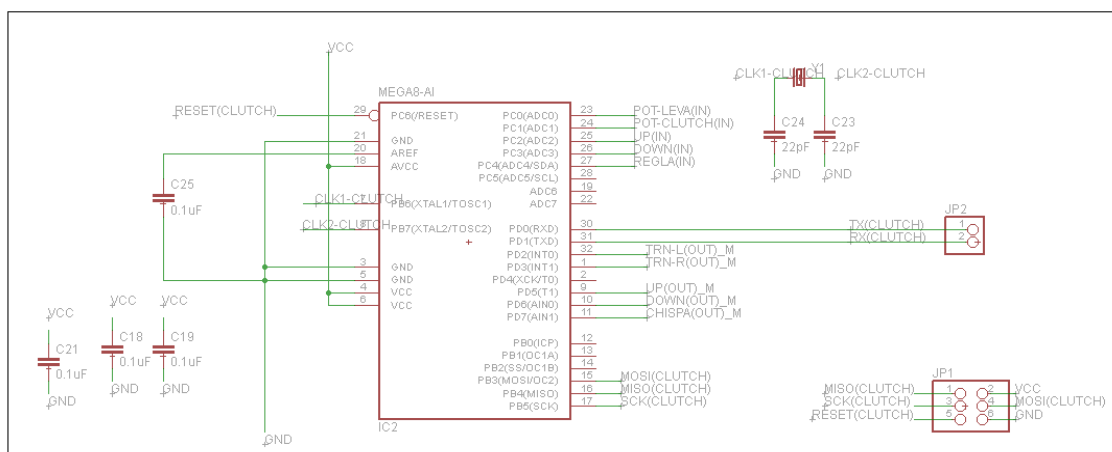 VCC
MEGA8-AI
RESET(CLUTCH)
29
PC6(/RESET)
21
GND
20
AREF
18
AVCC
CLK1-CLUTCH
7
PB6(XTAL1/TOSC1)
CLK2-CLUTCH
8
PB7(XTAL2/TOSC2)
3
GND
5
GND
4
VCC
6
VCC
PC0(ADC0)
23
POT-LEVA(IN)
PC1(ADC1)
24
POT-CLUTCH(IN)
PC2(ADC2)
25
UP(IN)
PC3(ADC3)
26
DOWN(IN)
PC4(ADC4/SDA)
27
REGLA(IN)
PC5(ADC5/SCL)
28
ADC6
19
ADC7
22
PD0(RXD)
30
TX(CLUTCH)
PD1(TXD)
31
RX(CLUTCH)
PD2(INT0)
32
TRN-L(OUT)_M
PD3(INT1)
1
TRN-R(OUT)_M
PD4(XCK/T0)
2
PD5(T1)
9
UP(OUT)_M
PD6(AIN0)
10
DOWN(OUT)_M
PD7(AIN1)
11
CHISPA(OUT)_M
PB0(ICP)
12
PB1(OC1A)
13
PB2(SS/OC1B)
14
PB3(MOSI/OC2)
15
MOSI(CLUTCH)
PB4(MISO)
16
MISO(CLUTCH)
PB5(SCK)
17
SCK(CLUTCH)
IC2
C25
0.1uF
VCC
C21
0.1uF
GND
VCC
C18
0.1uF
GND
VCC
C19
0.1uF
GND
GND
CLK1-CLUTCH
Y1
CLK2-CLUTCH
C24
22pF
GND
C23
22pF
GND
JP2
1
2
JP1
MISO(CLUTCH)
1
2
VCC
SCK(CLUTCH)
3
4
MOSI(CLUTCH)
RESET(CLUTCH)
5
6
GND